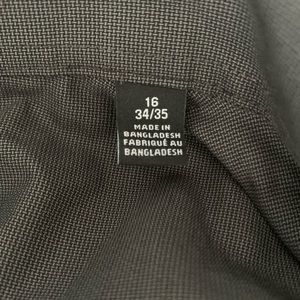 16
34/35
MADE IN
BANGLADESH
FABRIQUÉ AU
BANGLADESH